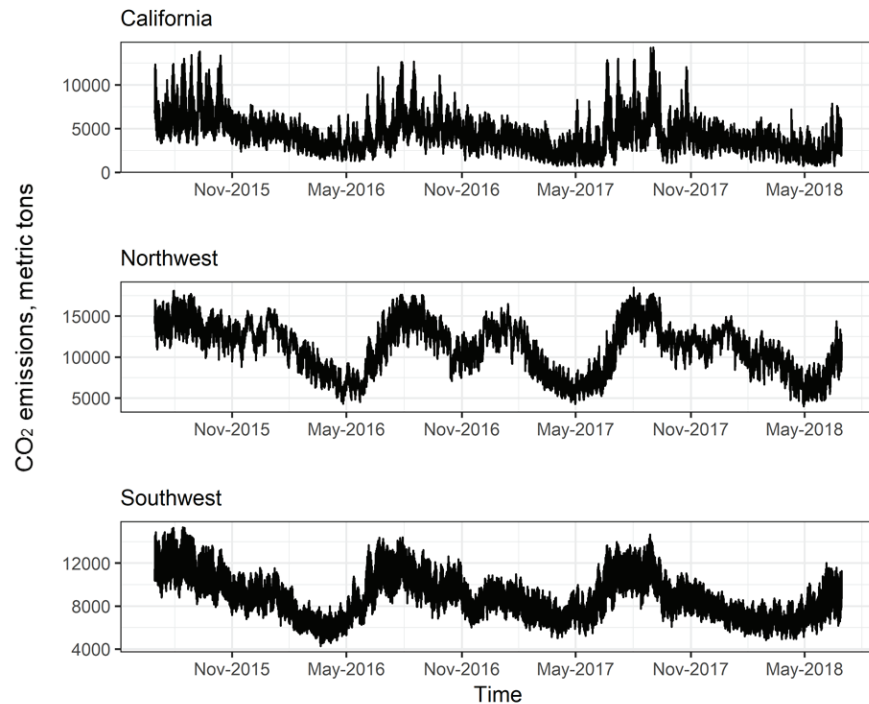 California
10000
5000
0
Nov-2015 May-2016 Nov-2016 May-2017 Nov-2017 May-2018
Northwest
15000
10000
5000
Nov-2015 May-2016 Nov-2016 May-2017 Nov-2017 May-2018
Southwest
12000
8000
4000
Nov-2015 May-2016 Nov-2016 May-2017 Nov-2017 May-2018
Time
CO₂ emissions, metric tons